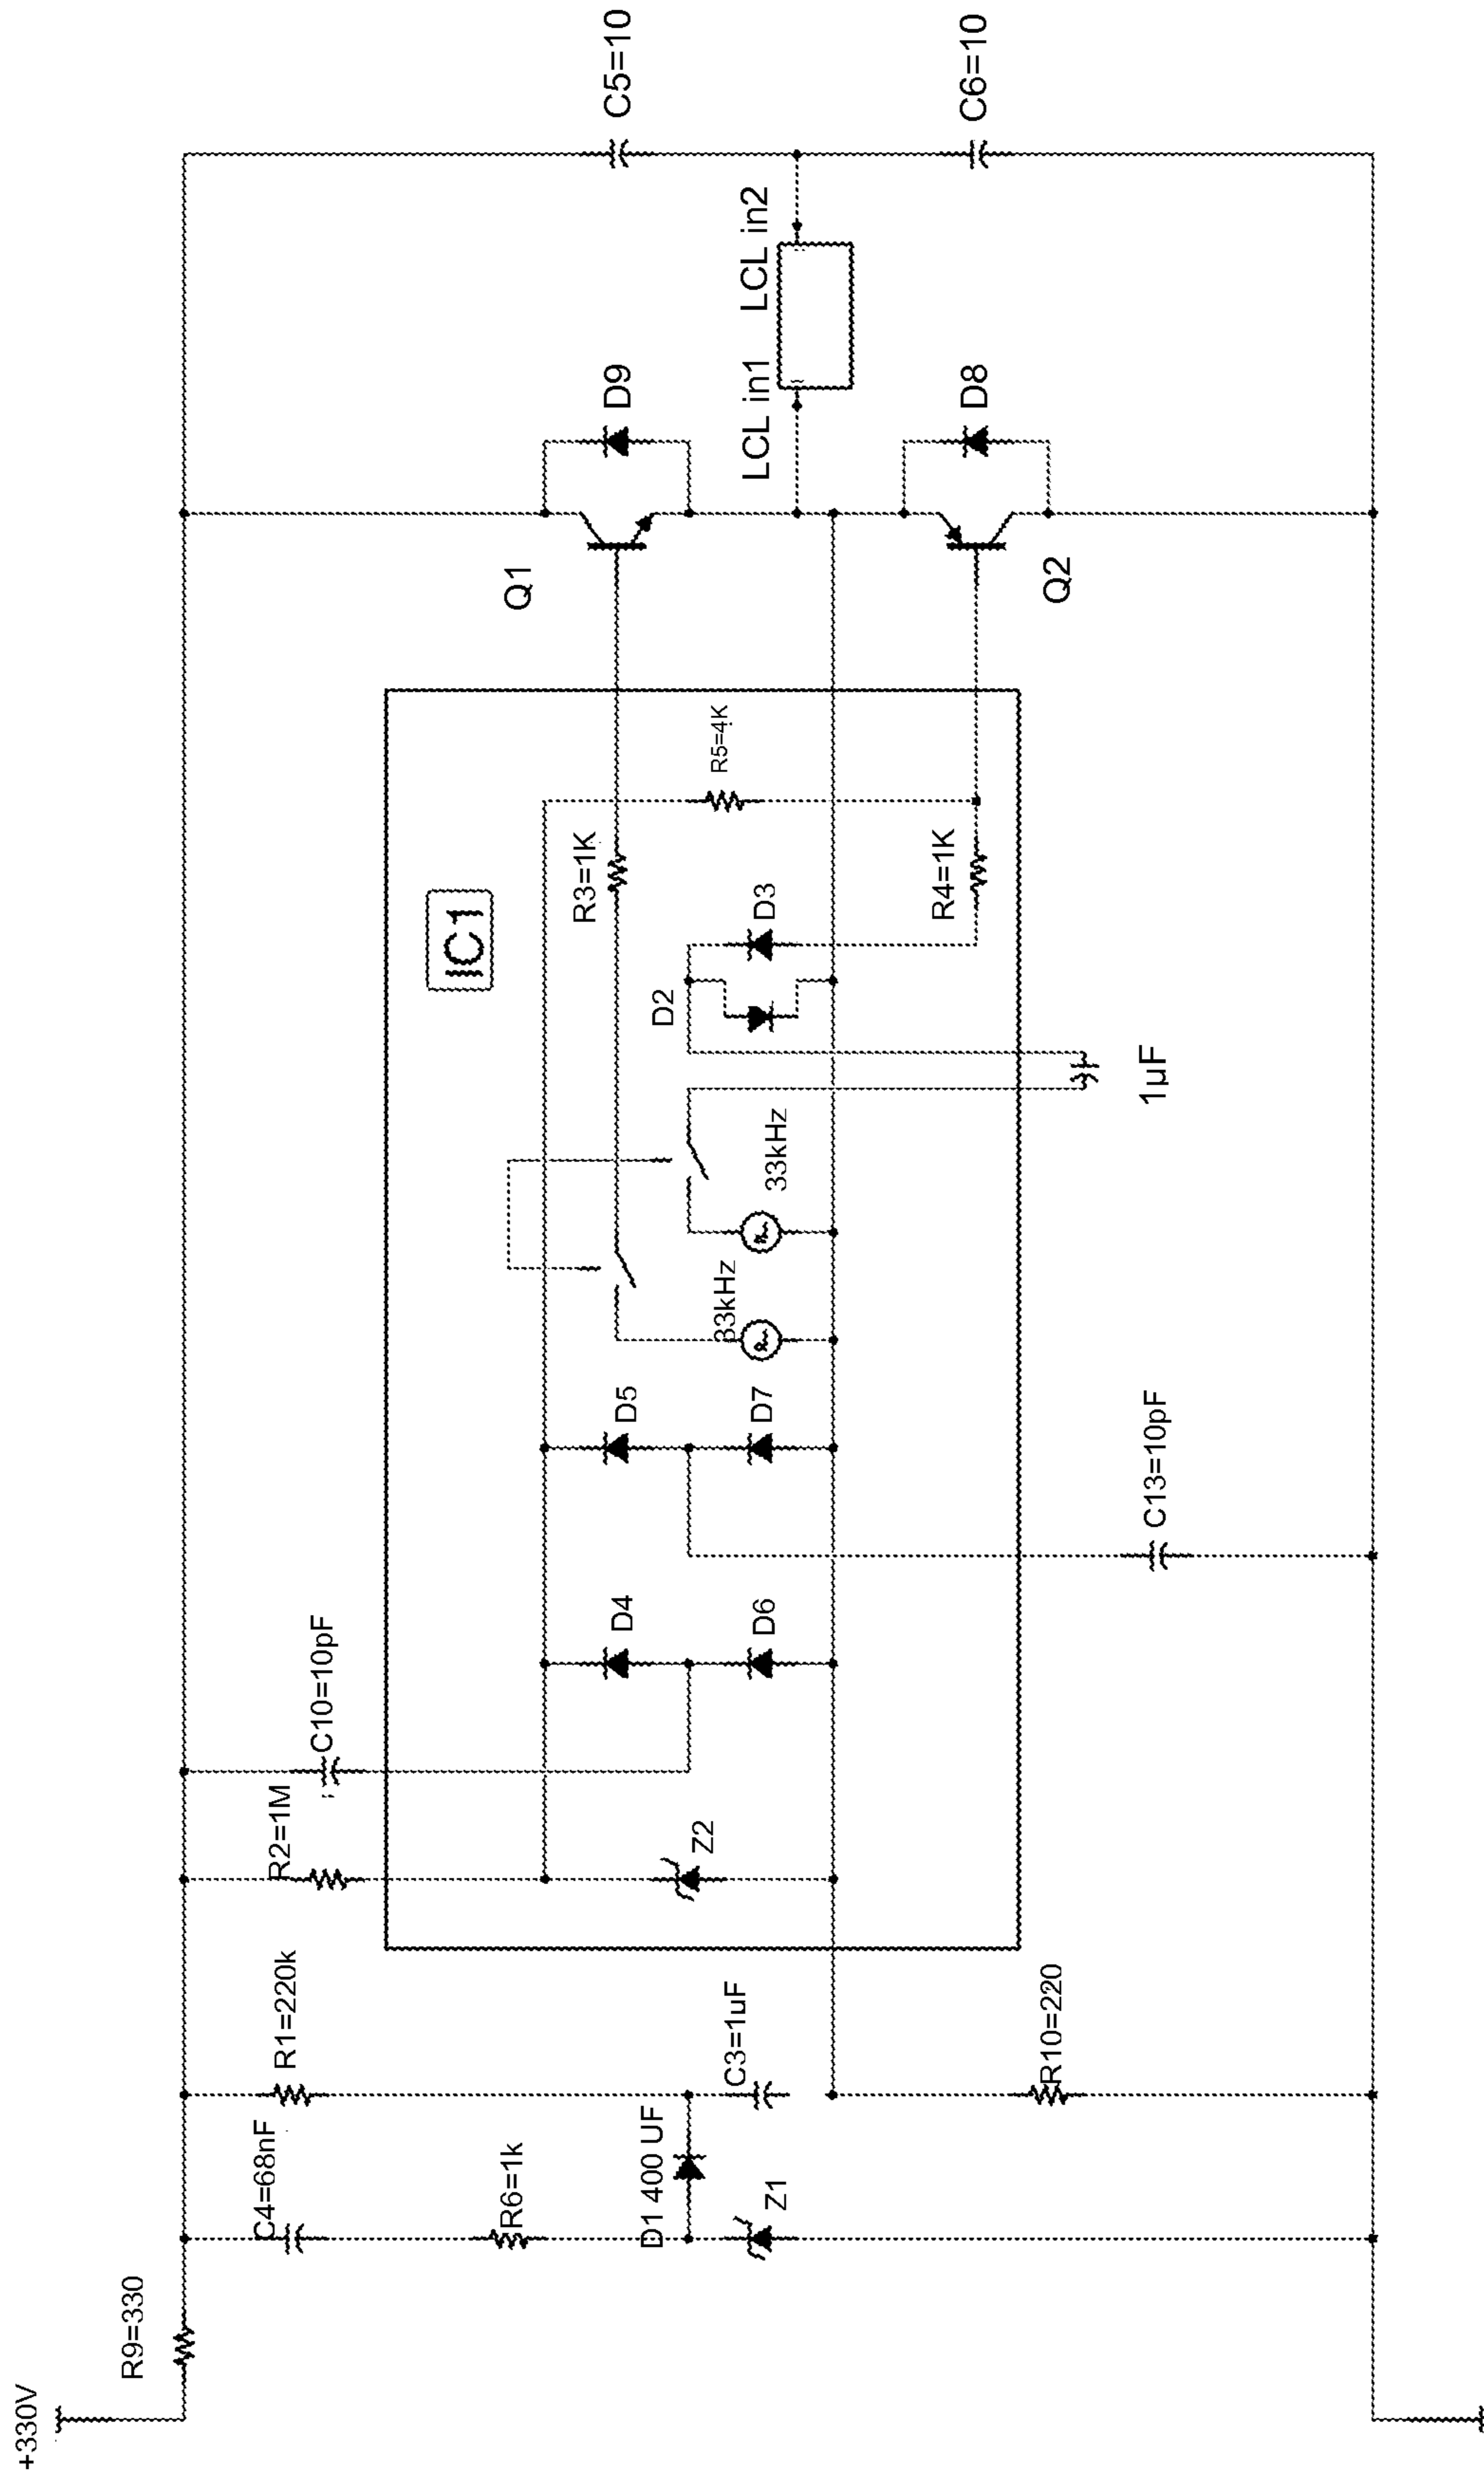 +330V
R9=330
C4=68nF
R6=1k
D1 400 UF
Z1
R1=220k
C3=1uF
R10=220
R2=1M
C10=10pF
Z2
D4
D6
C13=10pF
D5
D7
33kHz
33kHz
1µF
D2
D3
IC1
R3=1K
R4=1K
R5=4K
Q1
Q2
D9
D8
LCL in1
LCL in2
C5=10
C6=10